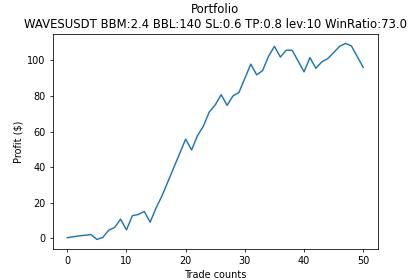 Portfolio
WAVESUSDT BBM:2.4 BBL:140 SL:0.6 TP:0.8 lev:10 WinRatio:73.0
Profit ($)
100
80
60
40
20
0
0 10 20 30 40 50
Trade counts